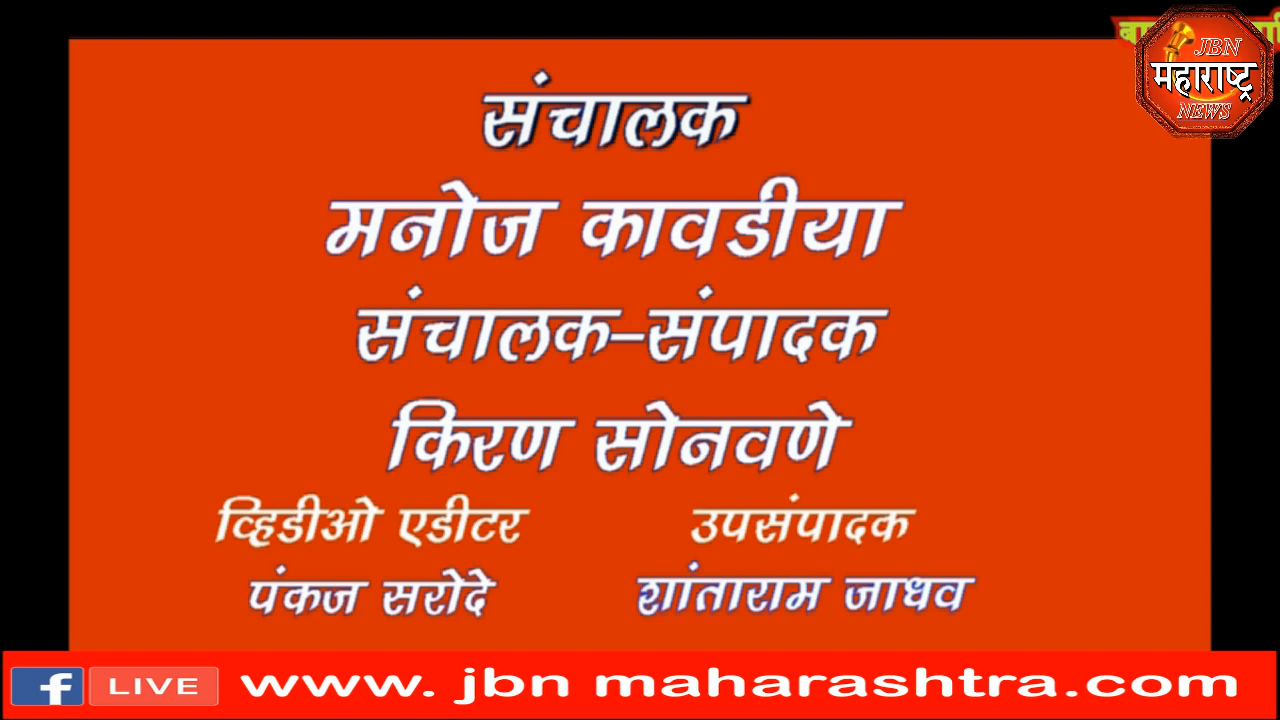 JBN
महाराष्ट्र
NEWS
संचालक
मनोज कावडीया
संचालक–संपादक
किरण सोनवणे
व्हिडीओ एडीटर उपसंपादक
पंकज सरोदे शांताराम जाधव
f LIVE www. jbn maharashtra.com